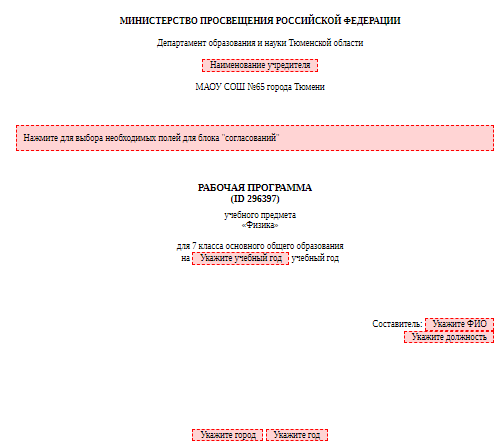 МИНИСТЕРСТВО ПРОСВЕЩЕНИЯ РОССИЙСКОЙ ФЕДЕРАЦИИ
Департамент образования и науки Тюменской области
Наименование учредителя
МАОУ СОШ №65 города Тюмени
Нажмите для выбора необходимых полей для блока "согласований"
РАБОЧАЯ ПРОГРАММА
(ID 296397)
учебного предмета
«Физика»
для 7 класса основного общего образования
на Укажите учебный год учебный год
Составитель: Укажите ФИО
Укажите должность
Укажите город Укажите год